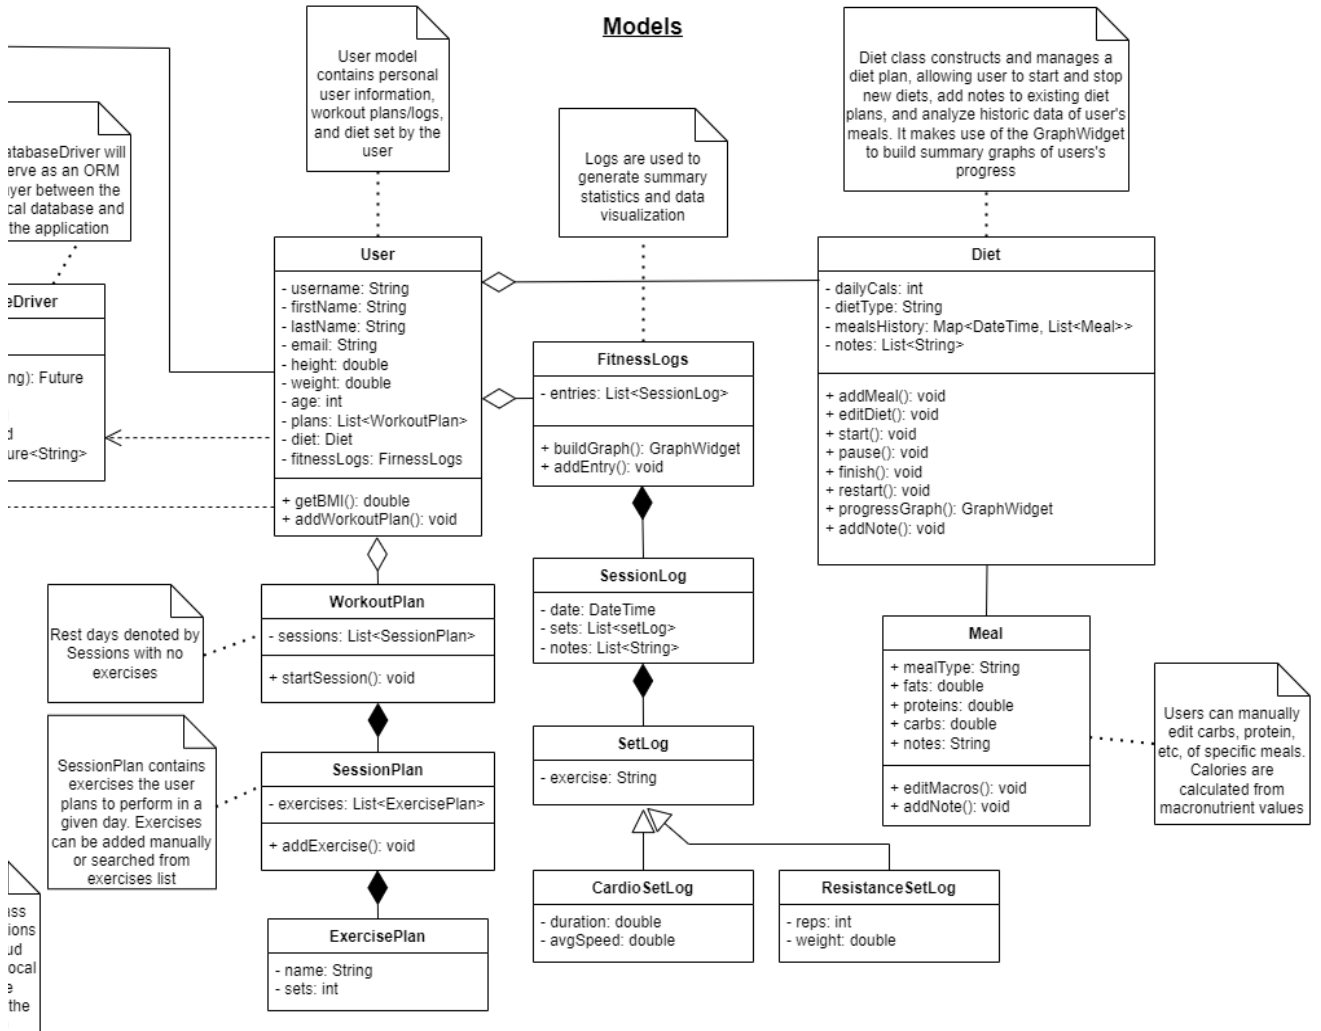 Models
User model
contains personal
user information,
workout plans/logs,
and diet set by the
user
Logs are used to
generate summary
statistics and data
visualization
Diet class constructs and manages a
diet plan, allowing user to start and stop
new diets, add notes to existing diet
plans, and analyze historic data of user's
meals. It makes use of the GraphWidget
to build summary graphs of users's
progress
atabaseDriver will
erve as an ORM
yer between the
cal database and
the application
eDriver
ng): Future
d
ure<String>
User
- username: String
- firstName: String
- lastName: String
- email: String
- height: double
- weight: double
- age: int
- plans: List<WorkoutPlan>
- diet: Diet
- fitnessLogs: FirnessLogs
+ getBMI(): double
+ addWorkoutPlan(): void
FitnessLogs
- entries: List<SessionLog>
+ buildGraph(): GraphWidget
+ addEntry(): void
Diet
- dailyCals: int
- dietType: String
- mealsHistory: Map<DateTime, List<Meal>>
- notes: List<String>
+ addMeal(): void
+ editDiet(): void
+ start(): void
+ pause(): void
+ finish(): void
+ restart(): void
+ progressGraph(): GraphWidget
+ addNote(): void
Rest days denoted by
Sessions with no
exercises
WorkoutPlan
- sessions: List<SessionPlan>
+ startSession(): void
SessionLog
- date: DateTime
- sets: List<setLog>
- notes: List<String>
Meal
+ mealType: String
+ fats: double
+ proteins: double
+ carbs: double
+ notes: String
+ editMacros(): void
+ addNote(): void
Users can manually
edit carbs, protein,
etc, of specific meals.
Calories are
calculated from
macronutrient values
SessionPlan contains
exercises the user
plans to perform in a
given day. Exercises
can be added manually
or searched from
exercises list
SessionPlan
- exercises: List<ExercisePlan>
+ addExercise(): void
SetLog
- exercise: String
CardioSetLog
- duration: double
- avgSpeed: double
ResistanceSetLog
- reps: int
- weight: double
ExercisePlan
- name: String
- sets: int
ass
ions
ud
ocal
e
the